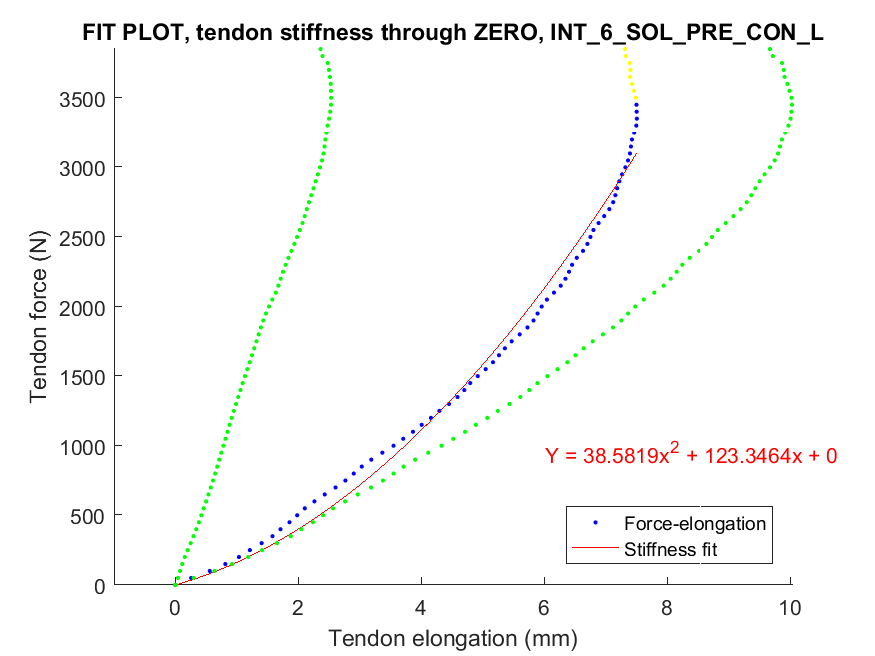 FIT PLOT, tendon stiffness through ZERO, INT_6_SOL_PRE_CON_L
3500
3000
2500
2000
1500
1000
500
0
Tendon force (N)
Y = 38.5819x² + 123.3464x + 0
Force-elongation
Stiffness fit
0 2 4 6 8 10
Tendon elongation (mm)